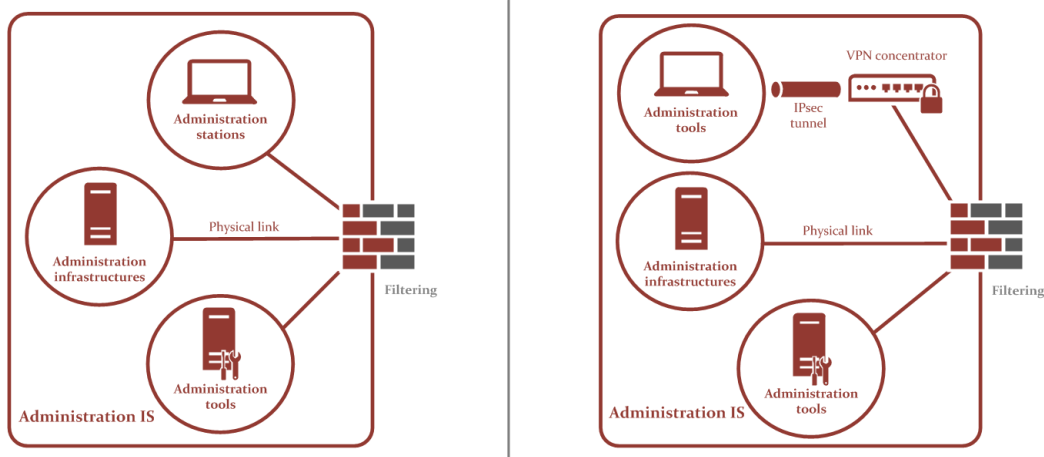 Administration
stations
Physical link
Administration
infrastructures
Filtering
Administration
tools
Administration IS
VPN concentrator
Administration
tools
IPsec
tunnel
Physical link
Administration
infrastructures
Filtering
Administration
tools
Administration IS